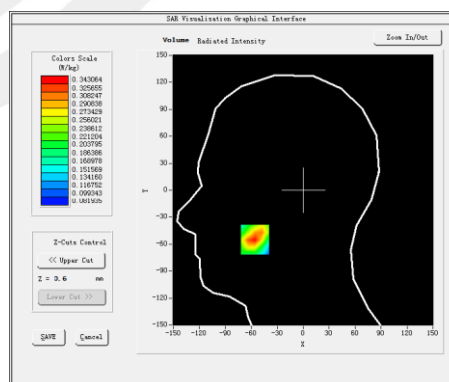 SAR Visualization Graphical Interface
Volume Radiated Intensity
Zoom In/Out
Colors Scale
(W/kg)
0.343064
0.325655
0.308247
0.290838
0.273429
0.256021
0.238612
0.221204
0.203795
0.186386
0.168978
0.151569
0.134160
0.116752
0.099343
0.081935
Z-Cuts Control
<< Upper Cut
Z = 0.6 mm
Lower Cut >>
SAVE Cancel
150
120
90
60
30
0
-30
-60
-90
-120
-150
Y
-150 -120 -90 -60 -30 0 30 60 90 120 150
X